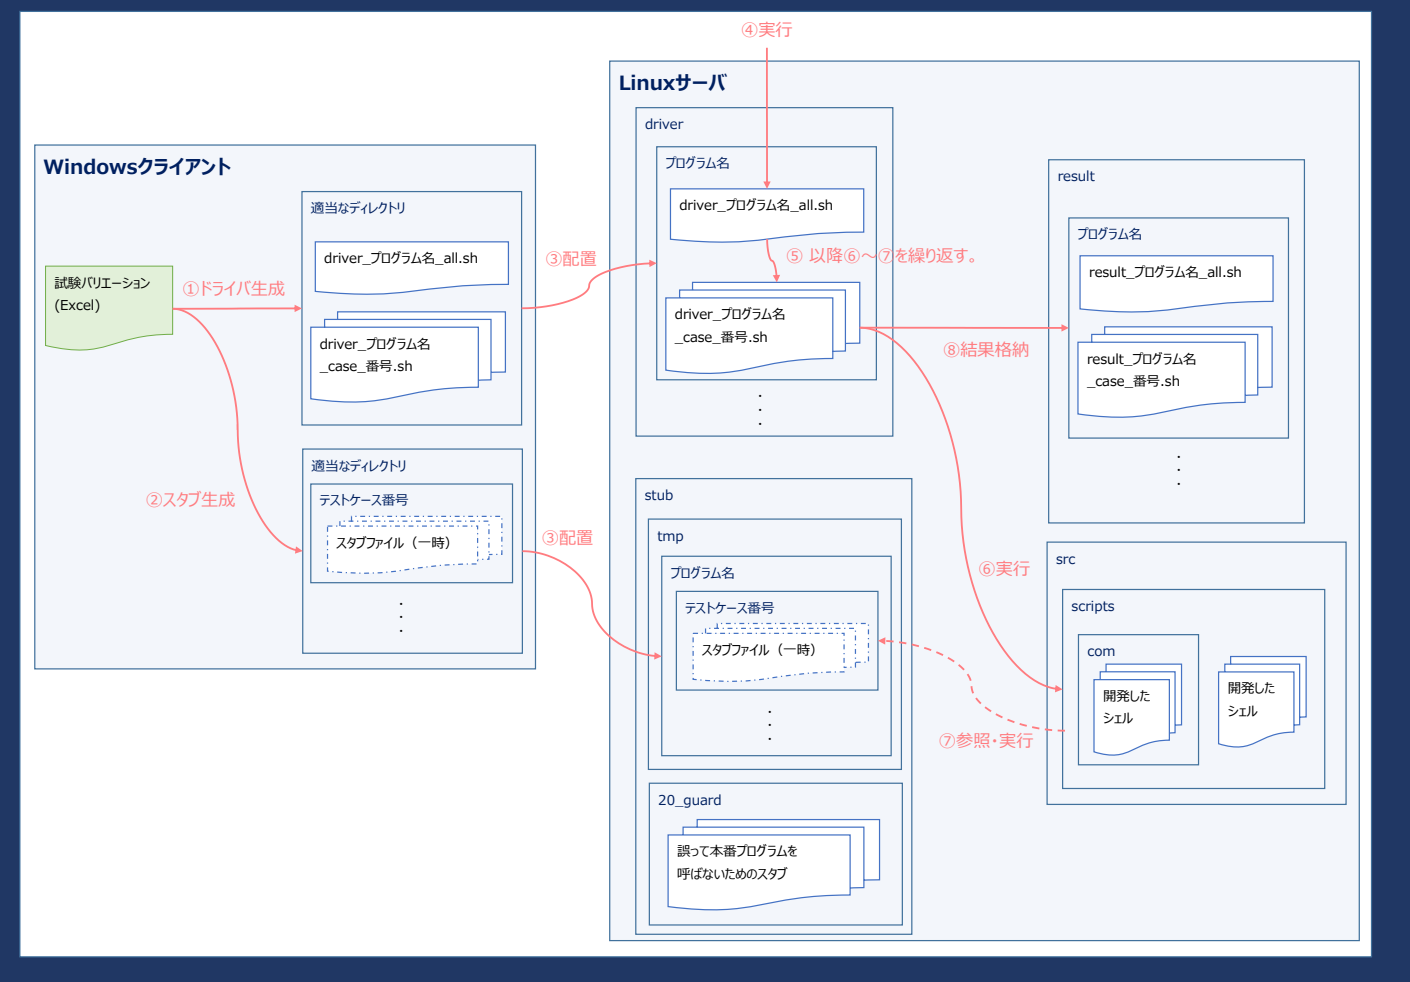 ④実行
Linuxサーバ
driver
プログラム名
driver_プログラム名_all.sh
⑤ 以降⑥～⑦を繰り返す。
driver_プログラム名
_case_番号.sh
・
・
・
Windowsクライアント
適当なディレクトリ
driver_プログラム名_all.sh
driver_プログラム名
_case_番号.sh
試験バリエーション
(Excel)
①ドライバ生成
②スタブ生成
③配置
適当なディレクトリ
テストケース番号
スタブファイル（一時）
・
・
・
③配置
result
プログラム名
result_プログラム名_all.sh
result_プログラム名
_case_番号.sh
・
・
・
⑧結果格納
⑥実行
stub
tmp
プログラム名
テストケース番号
スタブファイル（一時）
・
・
・
20_guard
誤って本番プログラムを
呼ばないためのスタブ
⑦参照・実行
src
scripts
com
開発した
シェル
開発した
シェル